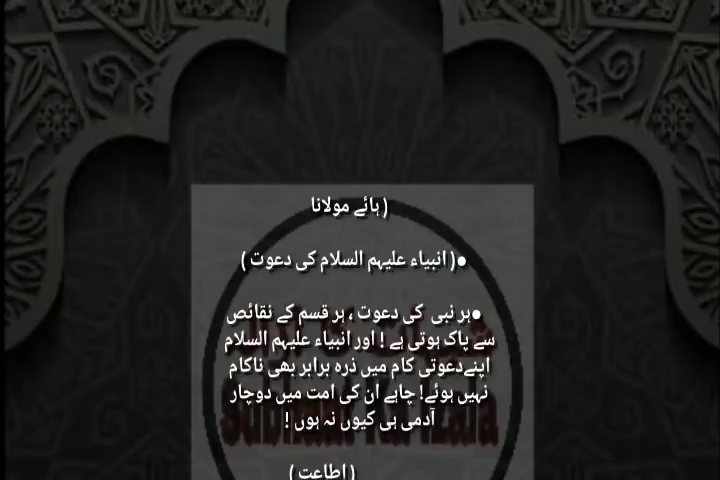 ( ہائے مولانا
●( انبیاء علیہم السلام کی دعوت )
●ہر نبی کی دعوت ، ہر قسم کے نقائص
سے پاک ہوتی ہے ! اور انبیاء علیہم السلام
اپنےدعوتی کام میں ذرہ برابر بھی ناکام
نہیں ہوئے! چاہے ان کی امت میں دوچار
آدمی ہی کیوں نہ ہوں !
( اطاعت )